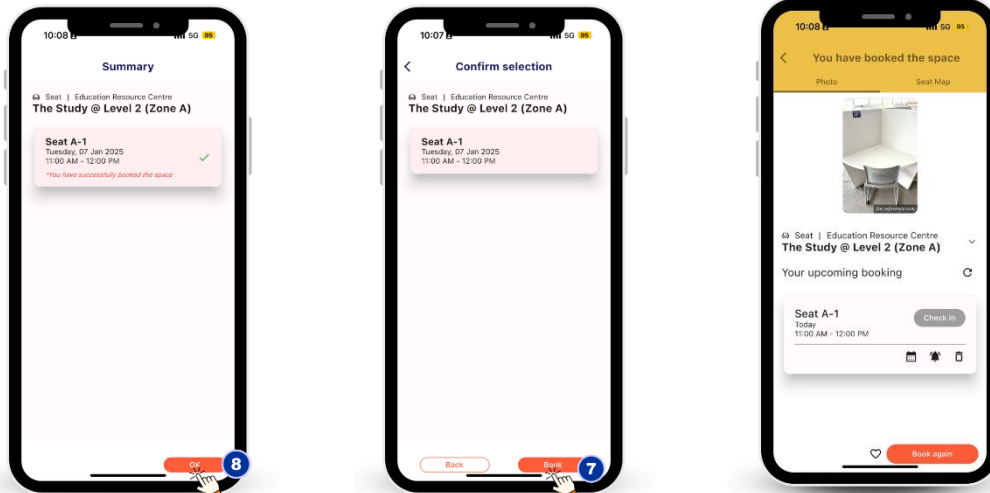 10:08
5G 96
Summary
Seat | Education Resource Centre
The Study @ Level 2 (Zone A)
Seat A-1
Tuesday, 07 Jan 2025
11:00 AM - 12:00 PM
*You have successfully booked the space
OK
8
10:07
5G 96
Confirm selection
Seat | Education Resource Centre
The Study @ Level 2 (Zone A)
Seat A-1
Tuesday, 07 Jan 2025
11:00 AM - 12:00 PM
Back
Book
7
10:08
5G 95
You have booked the space
Photo
Seat Map
for reference only
Seat | Education Resource Centre
The Study @ Level 2 (Zone A)
Your upcoming booking
Seat A-1
Today
11:00 AM - 12:00 PM
Check in
Book again